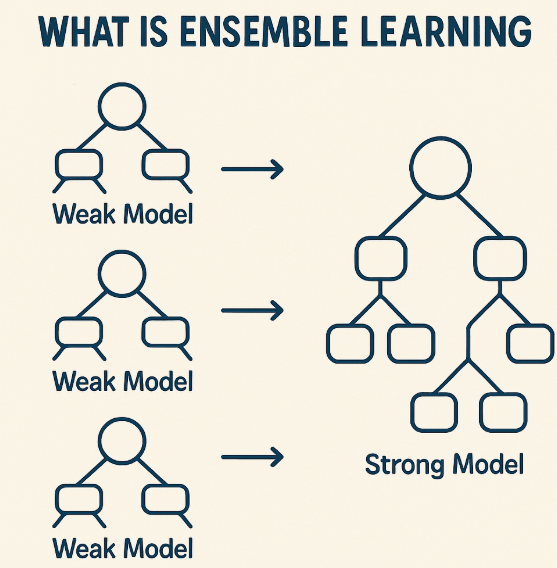 WHAT IS ENSEMBLE LEARNING
Weak Model
Weak Model
Weak Model
Strong Model